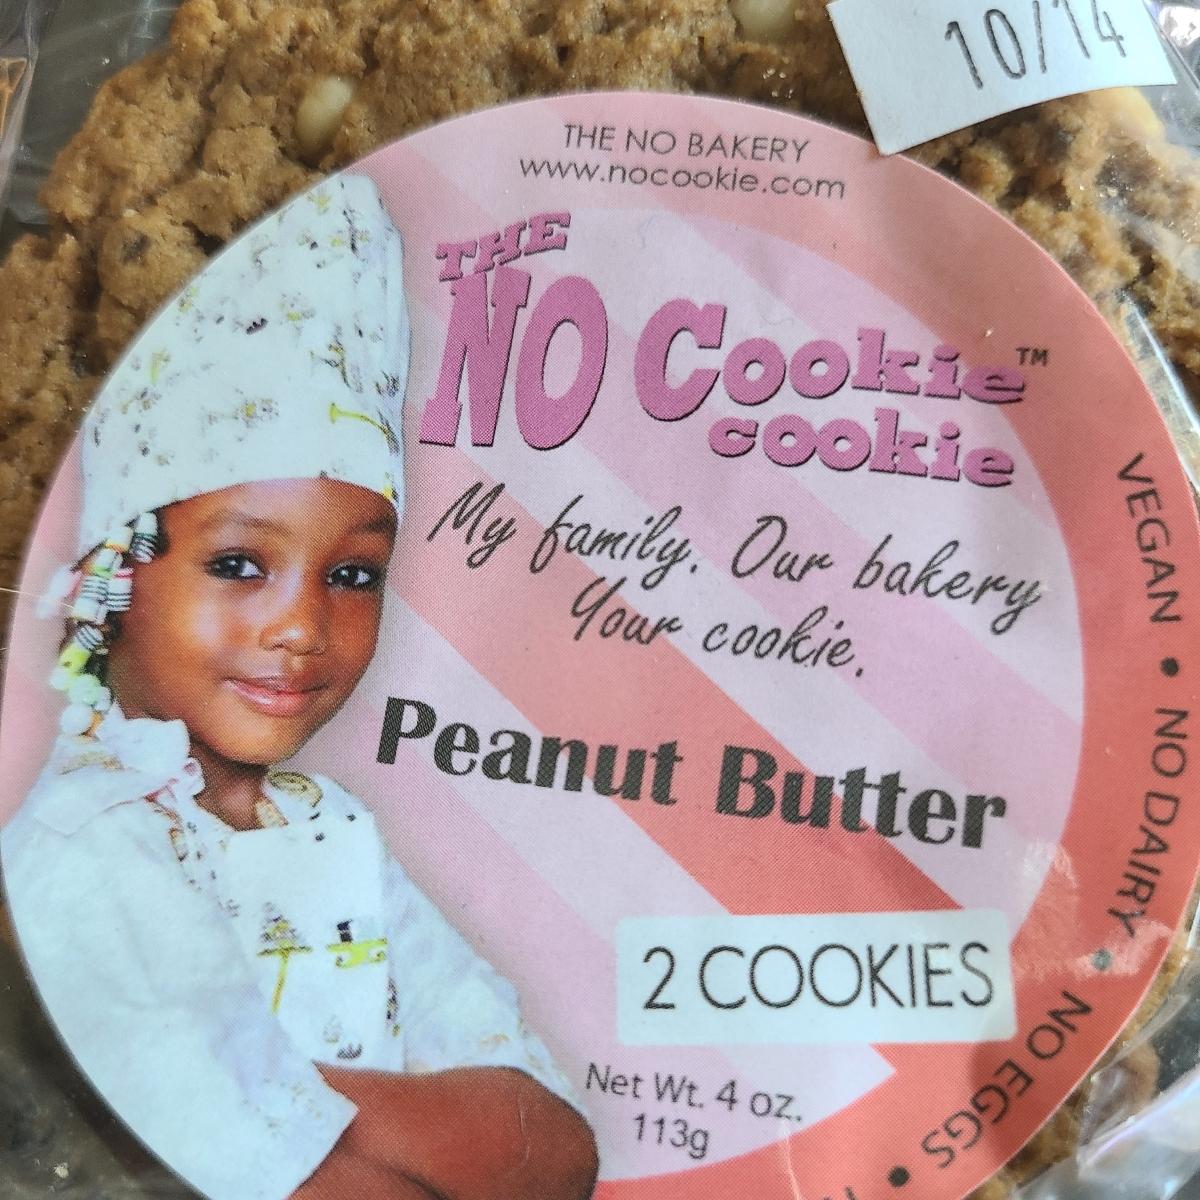 10/14
THE NO BAKERY
www.nocookie.com
THE
NO Cookie™
cookie
My family. Our bakery
Your cookie.
Peanut Butter
2 COOKIES
Net Wt. 4 oz.
113g
VEGAN • NO DAIRY • NO EGGS •